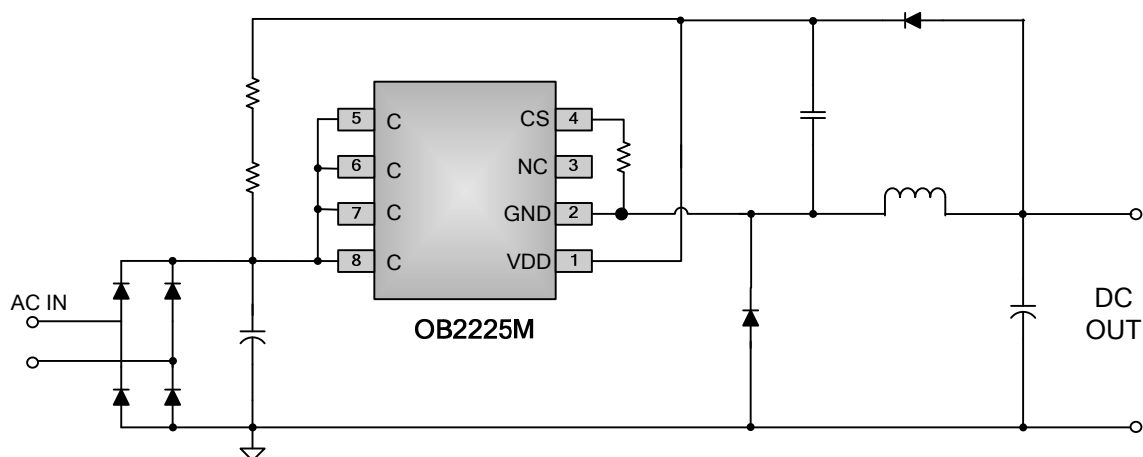 5 C CS 4
6 C NC 3
7 C GND 2
8 C VDD 1
AC IN
OB2225M
DC
OUT